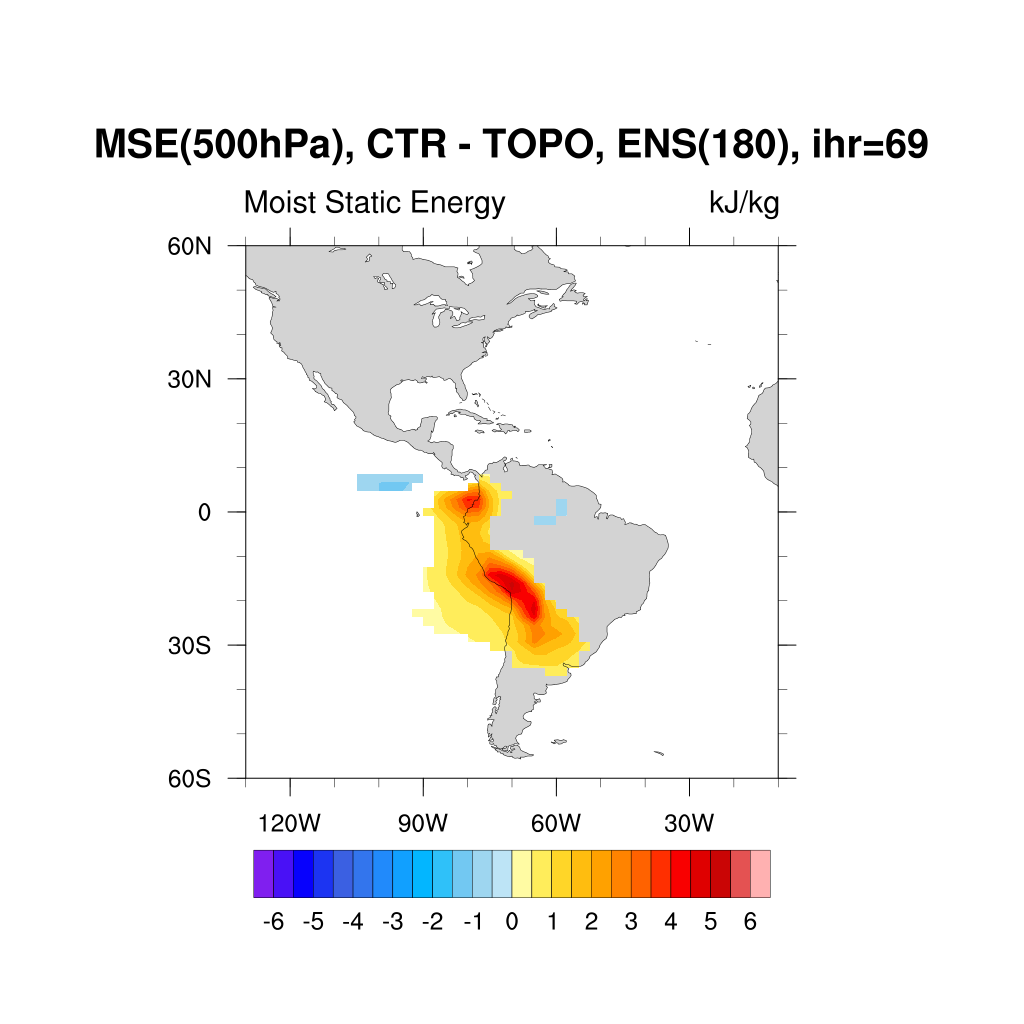 MSE(500hPa), CTR - TOPO, ENS(180), ihr=69
Moist Static Energy kJ/kg
60N
30N
0
30S
60S
120W 90W 60W 30W
-6 -5 -4 -3 -2 -1 0 1 2 3 4 5 6